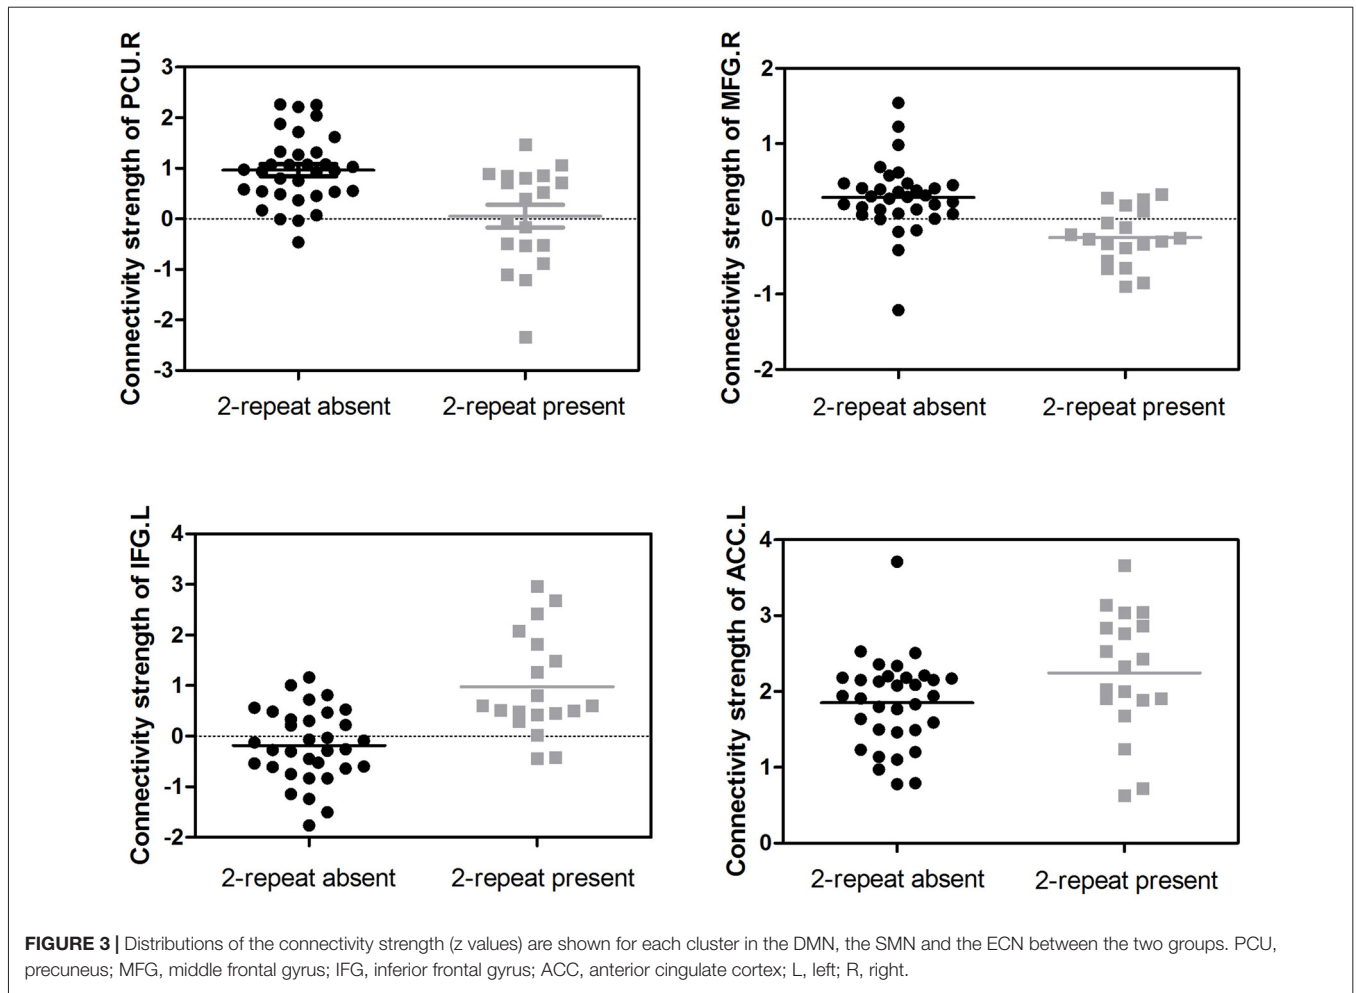 Connectivity strength of PCU.R
3
2
1
0
-1
-2
-3
2-repeat absent
2-repeat present
Connectivity strength of MFG.R
2
1
0
-1
-2
2-repeat absent
2-repeat present
Connectivity strength of IFG.L
4
3
2
1
0
-1
-2
2-repeat absent
2-repeat present
Connectivity strength of ACC.L
4
3
2
1
0
2-repeat absent
2-repeat present
FIGURE 3 | Distributions of the connectivity strength (z values) are shown for each cluster in the DMN, the SMN and the ECN between the two groups. PCU,
precuneus; MFG, middle frontal gyrus; IFG, inferior frontal gyrus; ACC, anterior cingulate cortex; L, left; R, right.